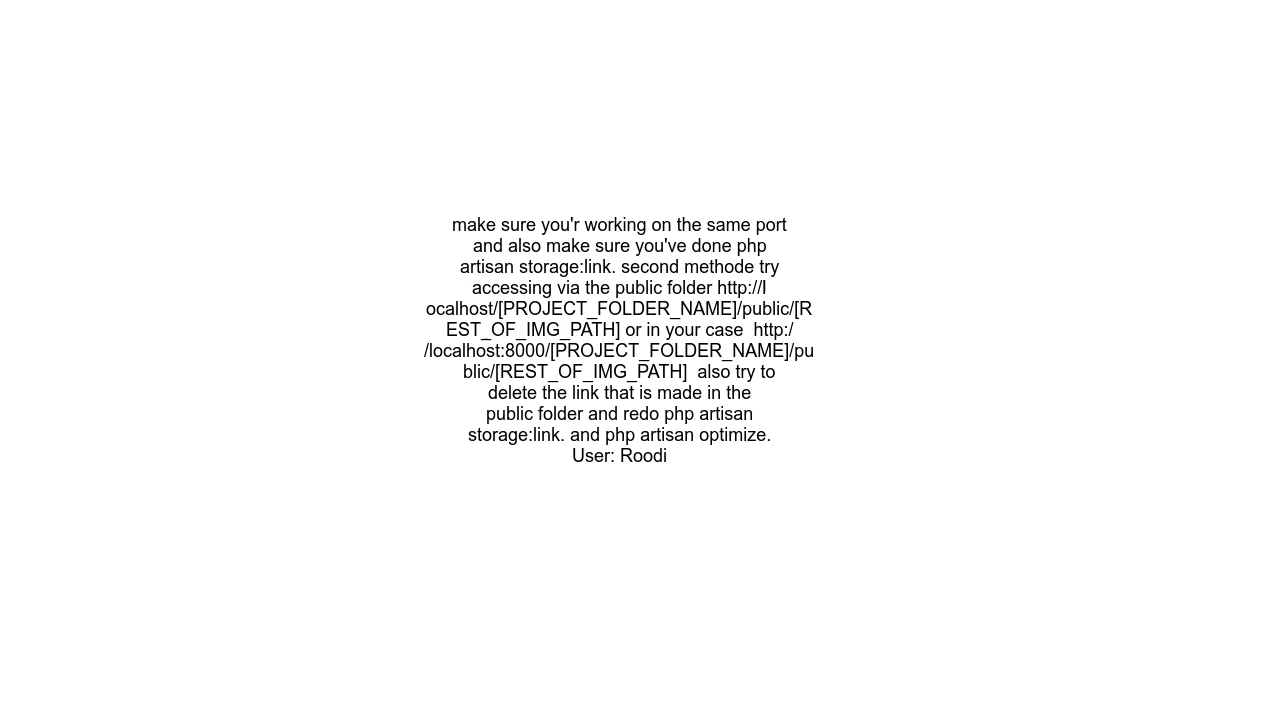 make sure you'r working on the same port
and also make sure you've done php
artisan storage:link. second methode try
accessing via the public folder http://l
ocalhost/[PROJECT_FOLDER_NAME]/public/[R
EST_OF_IMG_PATH] or in your case  http:/
/localhost:8000/[PROJECT_FOLDER_NAME]/pu
blic/[REST_OF_IMG_PATH]  also try to
delete the link that is made in the
public folder and redo php artisan
storage:link. and php artisan optimize.
User: Roodi